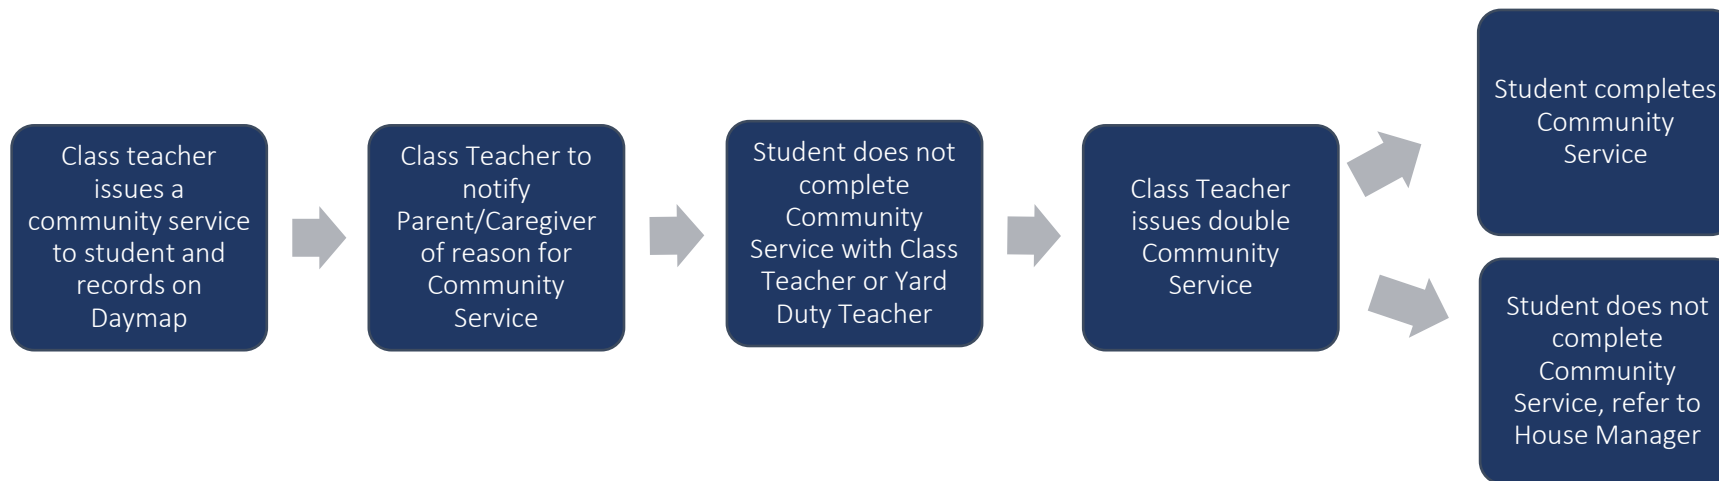 Class teacher
issues a
community service
to student and
records on
Daymap
Class Teacher to
notify
Parent/Caregiver
of reason for
Community
Service
Student does not
complete
Community
Service with Class
Teacher or Yard
Duty Teacher
Class Teacher
issues double
Community
Service
Student completes
Community
Service
Student does not
complete
Community
Service, refer to
House Manager